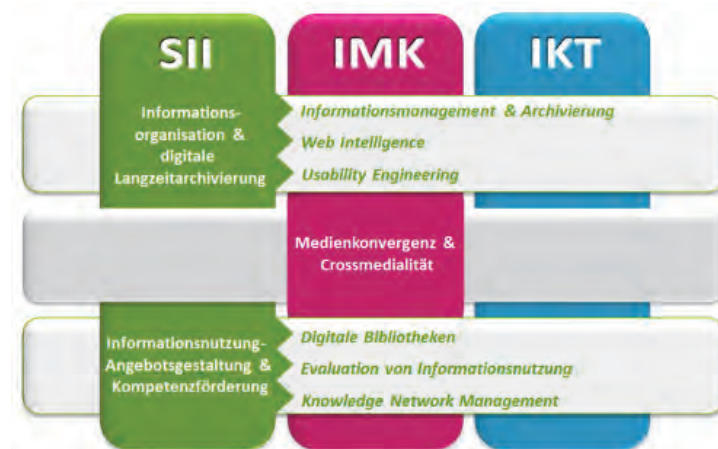 SII
IMK
IKT
Informations-
organisation &
digitale
Langzeitarchivierung
Informationsmanagement & Archivierung
Web Intelligence
Usability Engineering
Medienkonvergenz &
Crossmedialität
Informationsnutzung-
Angebotsgestaltung &
Kompetenzförderung
Digitale Bibliotheken
Evaluation von Informationsnutzung
Knowledge Network Management